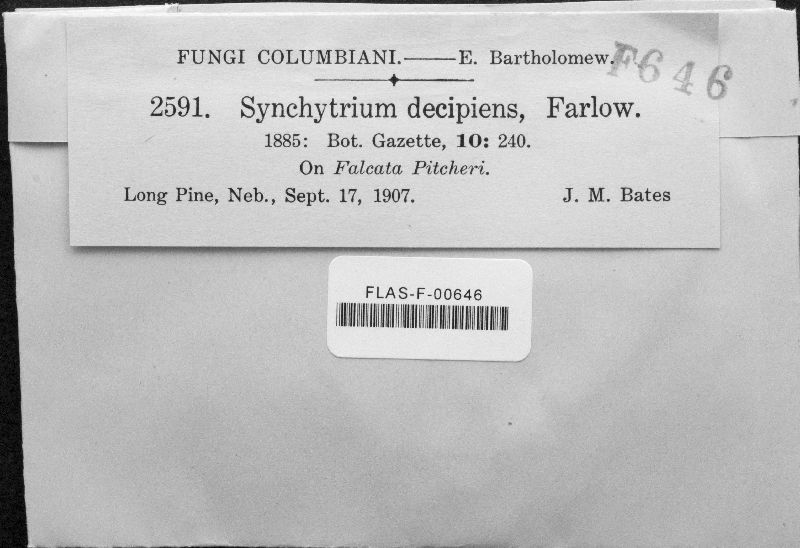 FUNGI COLUMBIANI.——E. Bartholomew.
F646
2591. Synchytrium decipiens, Farlow.
1885: Bot. Gazette, 10: 240.
On Falcata Pitcheri.
Long Pine, Neb., Sept. 17, 1907. J. M. Bates
FLAS-F-00646